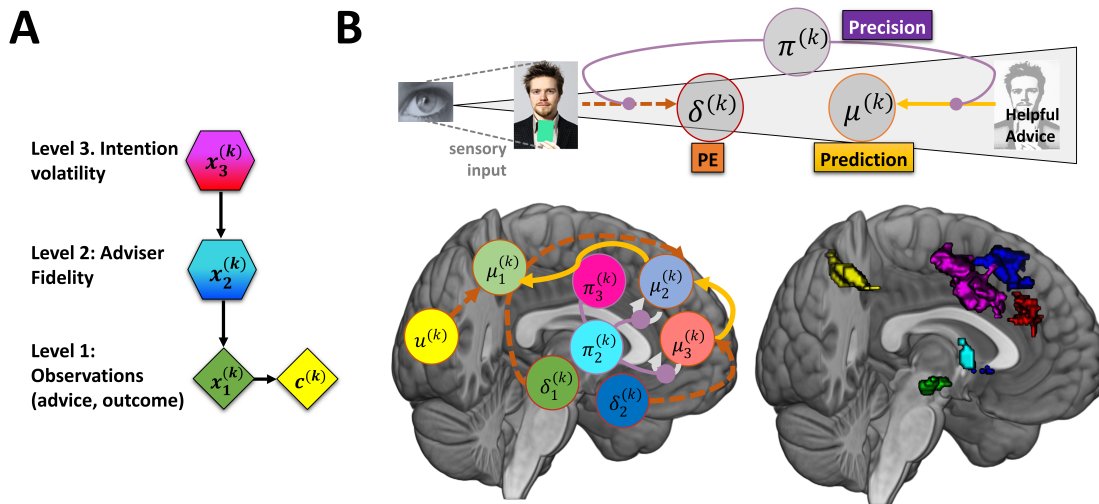 A
Level 3. Intention
volatility
x₃⁽ᵏ⁾
Level 2: Adviser
Fidelity
x₂⁽ᵏ⁾
Level 1:
Observations
(advice, outcome)
x₁⁽ᵏ⁾
c⁽ᵏ⁾
B
π⁽ᵏ⁾
Precision
sensory
input
δ⁽ᵏ⁾
PE
μ⁽ᵏ⁾
Prediction
Helpful
Advice
μ₁⁽ᵏ⁾
π₃⁽ᵏ⁾
μ₂⁽ᵏ⁾
u⁽ᵏ⁾
π₂⁽ᵏ⁾
μ₃⁽ᵏ⁾
δ₁⁽ᵏ⁾
δ₂⁽ᵏ⁾